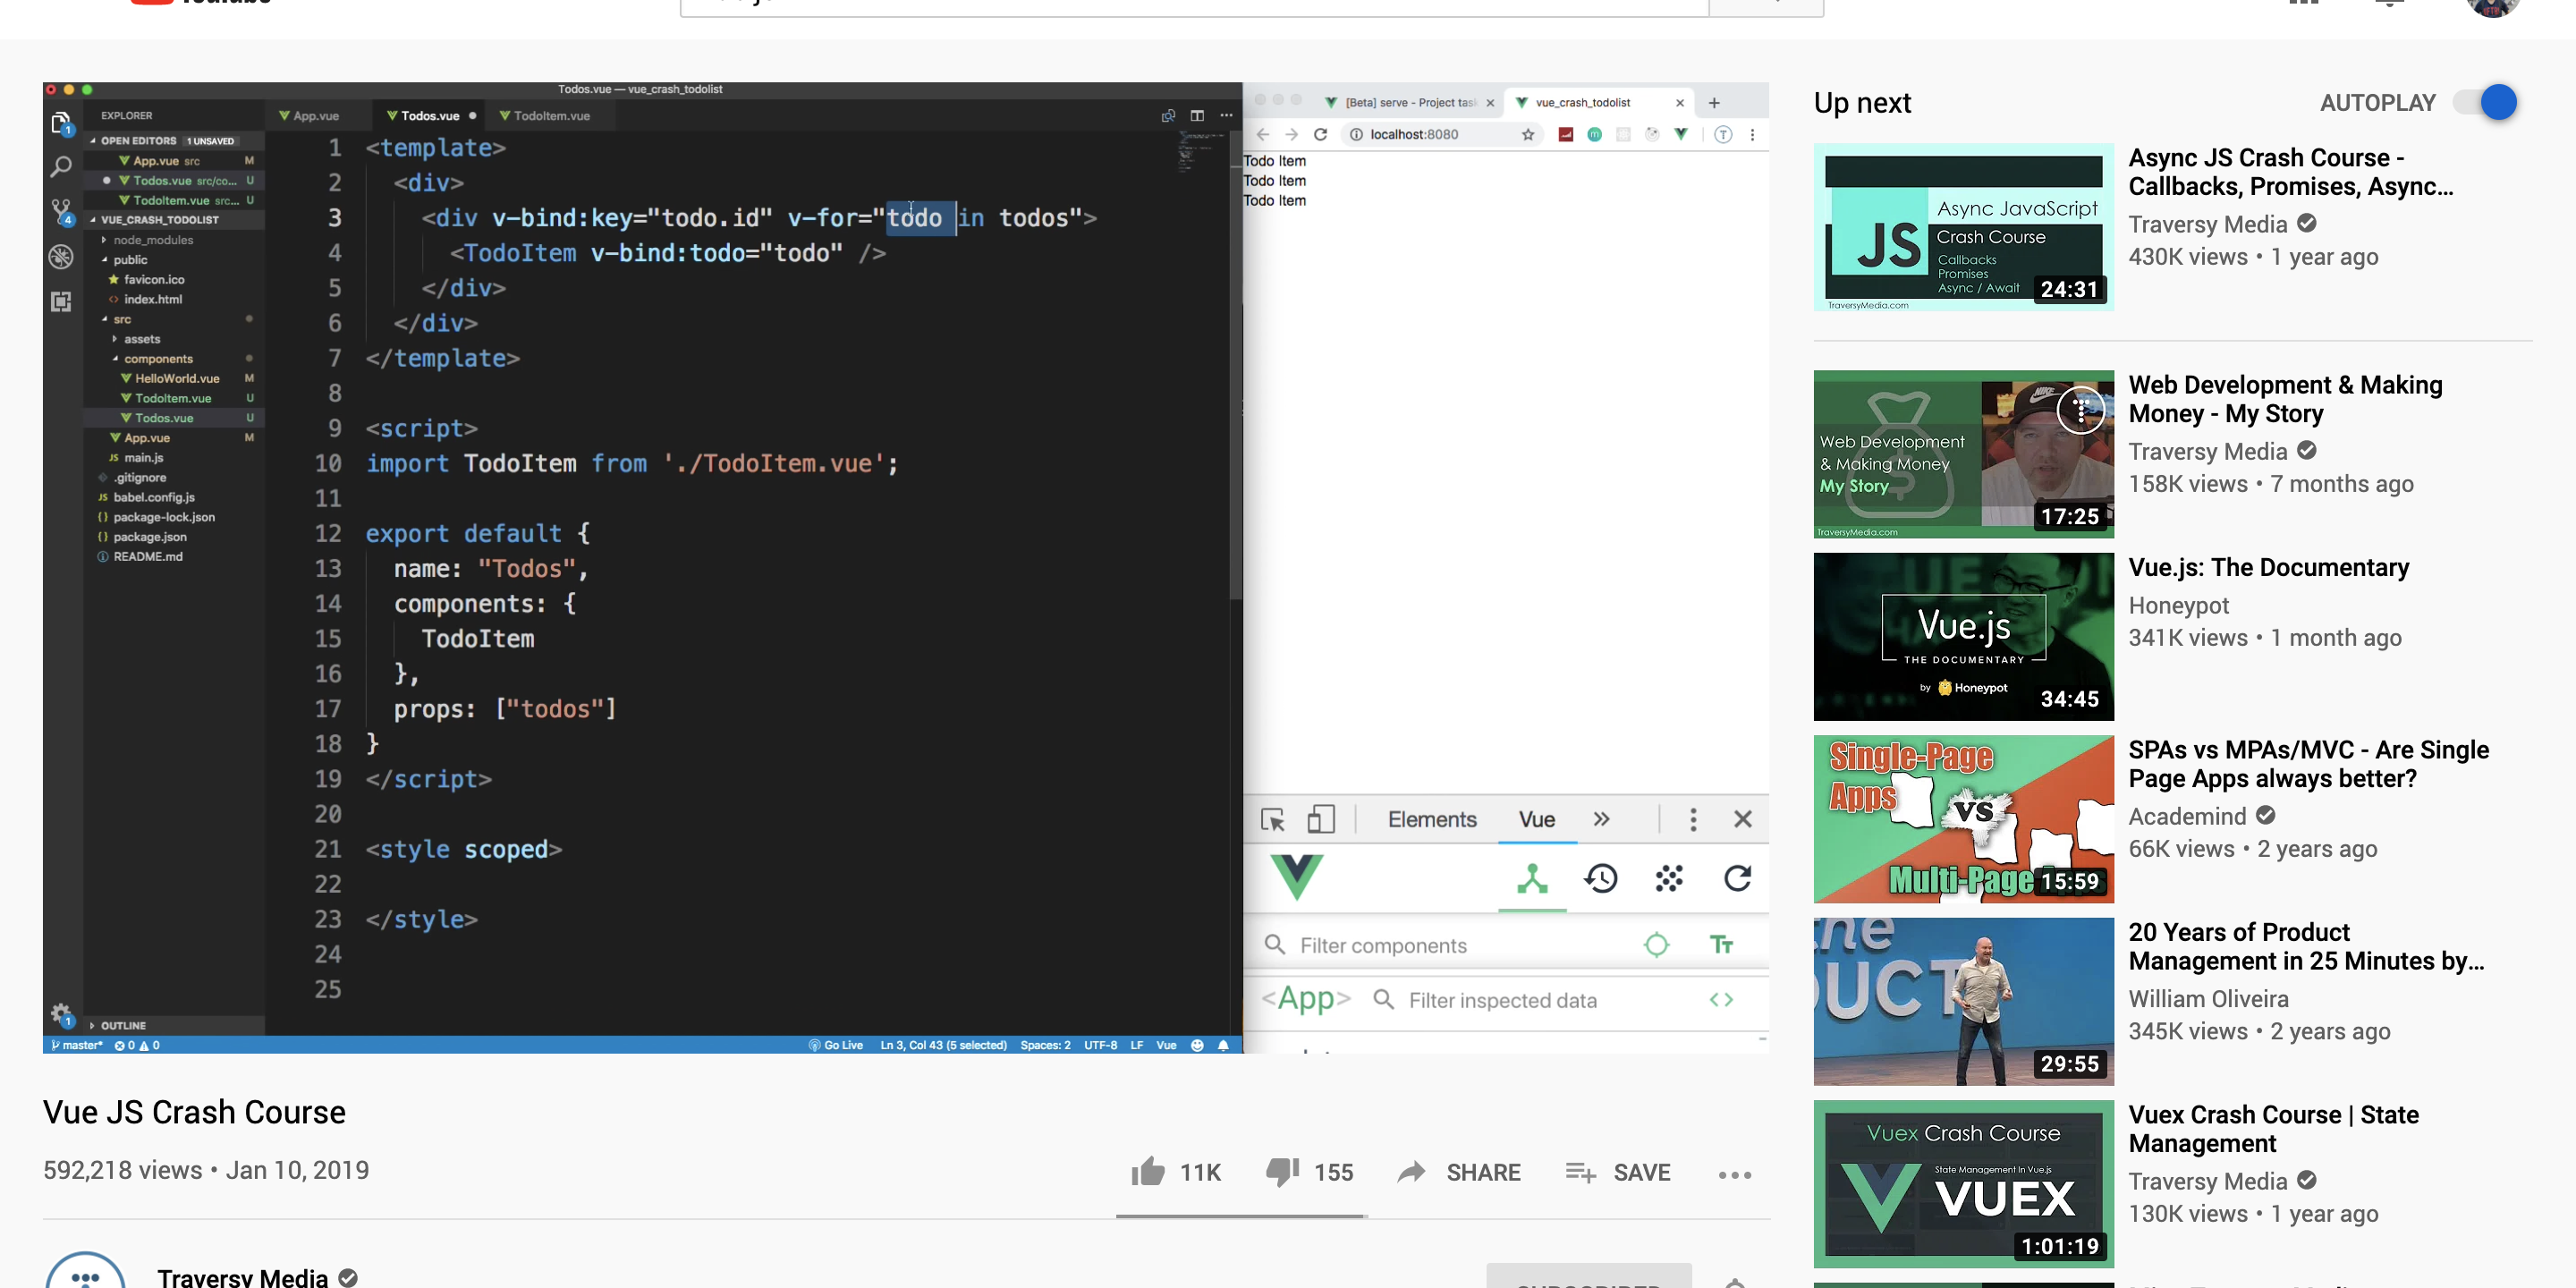 Todos.vue — vue_crash_todolist
EXPLORER
App.vue
Todos.vue
TodoItem.vue
OPEN EDITORS 1 UNSAVED
App.vue src M
Todos.vue src/co... U
TodoItem.vue src... U
VUE_CRASH_TODOLIST
node_modules
public
favicon.ico
index.html
src
assets
components
HelloWorld.vue M
TodoItem.vue U
Todos.vue U
App.vue M
JS main.js
.gitignore
JS babel.config.js
{} package-lock.json
{} package.json
README.md
OUTLINE
1
4
1
1 <template>
2 <div>
3 <div v-bind:key="todo.id" v-for="todo in todos">
4 <TodoItem v-bind:todo="todo" />
5 </div>
6 </div>
7 </template>
8
9 <script>
10 import TodoItem from './TodoItem.vue';
11
12 export default {
13 name: "Todos",
14 components: {
15 TodoItem
16 },
17 props: ["todos"]
18 }
19 </script>
20
21 <style scoped>
22
23 </style>
24
25
master* 0 0
Go Live Ln 3, Col 43 (5 selected) Spaces: 2 UTF-8 LF Vue
[Beta] serve - Project task
vue_crash_todolist
localhost:8080
Todo Item
Todo Item
Todo Item
Elements Vue
Filter components
<App> Filter inspected data
Vue JS Crash Course
592,218 views • Jan 10, 2019
11K 155 SHARE SAVE
Traversy Media
Up next AUTOPLAY
Async JavaScript
JS Crash Course
Callbacks
Promises
Async / Await
TraversyMedia.com
24:31
Async JS Crash Course -
Callbacks, Promises, Async...
Traversy Media
430K views • 1 year ago
Web Development
& Making Money
My Story
TraversyMedia.com
17:25
Web Development & Making
Money - My Story
Traversy Media
158K views • 7 months ago
Vue.js
THE DOCUMENTARY
by Honeypot
34:45
Vue.js: The Documentary
Honeypot
341K views • 1 month ago
Single-Page
Apps
VS
Multi-Page
15:59
SPAs vs MPAs/MVC - Are Single
Page Apps always better?
Academind
66K views • 2 years ago
29:55
20 Years of Product
Management in 25 Minutes by...
William Oliveira
345K views • 2 years ago
Vuex Crash Course
State Management In Vue.js
VUEX
1:01:19
Vuex Crash Course | State
Management
Traversy Media
130K views • 1 year ago